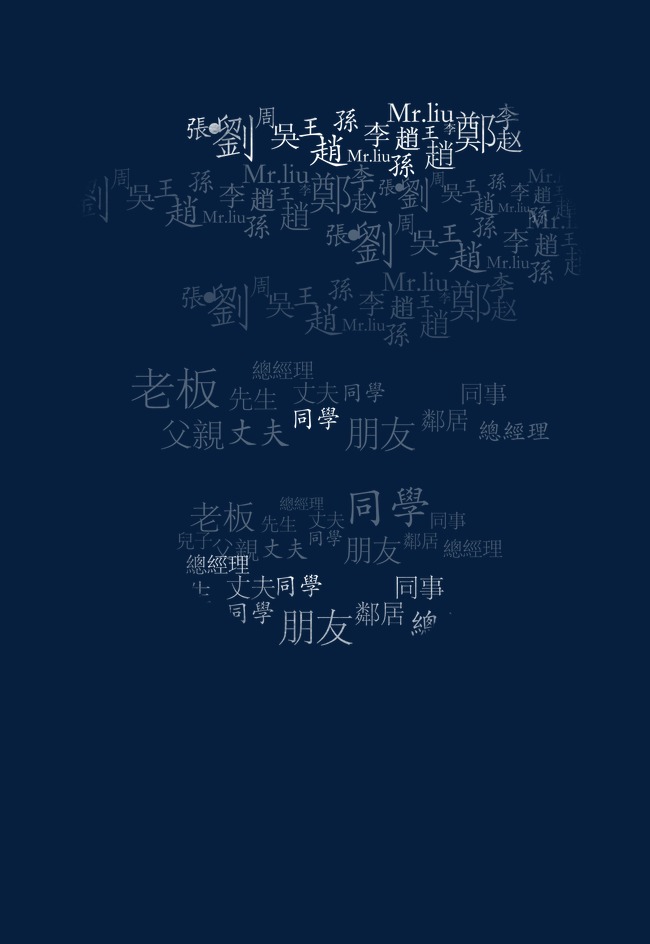 張 劉 周 吳 王 趙 孫 Mr.liu 李 Mr.liu 趙 孫 王 李 趙 鄭 李 赵
劉 周 吳 王 趙 孫 Mr.liu 李 Mr.liu 趙 孫 王 李 趙 鄭 李 赵 張 劉 周 吳 王 趙 孫 Mr.liu 李 趙 孫 Mr.
張 劉 周 吳 王 趙 孫 Mr.liu 李 趙 孫 王
張 劉 周 吳 王 趙 孫 Mr.liu 李 Mr.liu 趙 孫 王 李 趙 鄭 李 赵
總經理
老板 先生 丈夫 同學 同事
父親 丈夫 同學 朋友 鄰居 總經理
老板 先生 總經理 丈夫 同學 同事
兒子 父親 丈夫 同學 朋友 鄰居 總經理
總經理
生 丈夫 同學 同事
同學 朋友 鄰居 總